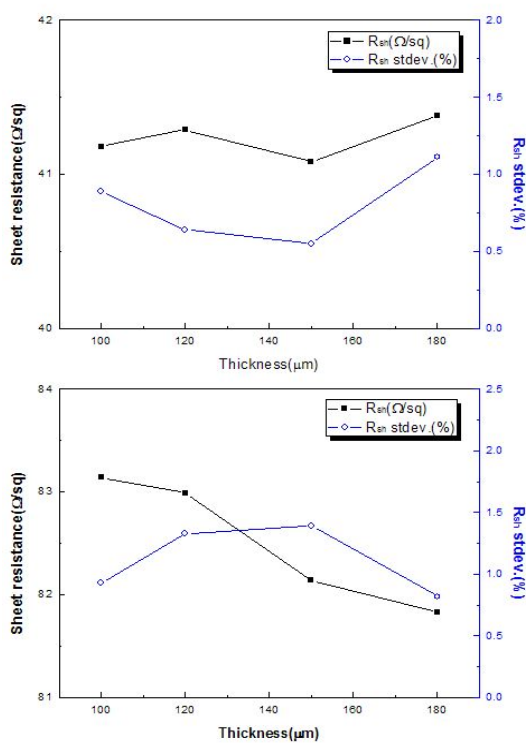 42
2.0
Rsh(Ω/sq)
Rsh stdev.(%)
Sheet resistance(Ω/sq)
41
1.5
1.0
0.5
Rsh stdev.(%)
40
0.0
100 120 140 160 180
Thickness(μm)
84
2.5
Rsh(Ω/sq)
Rsh stdev.(%)
Sheet resistance(Ω/sq)
83
82
2.0
1.5
1.0
0.5
Rsh stdev.(%)
81
0.0
100 120 140 160 180
Thickness(μm)